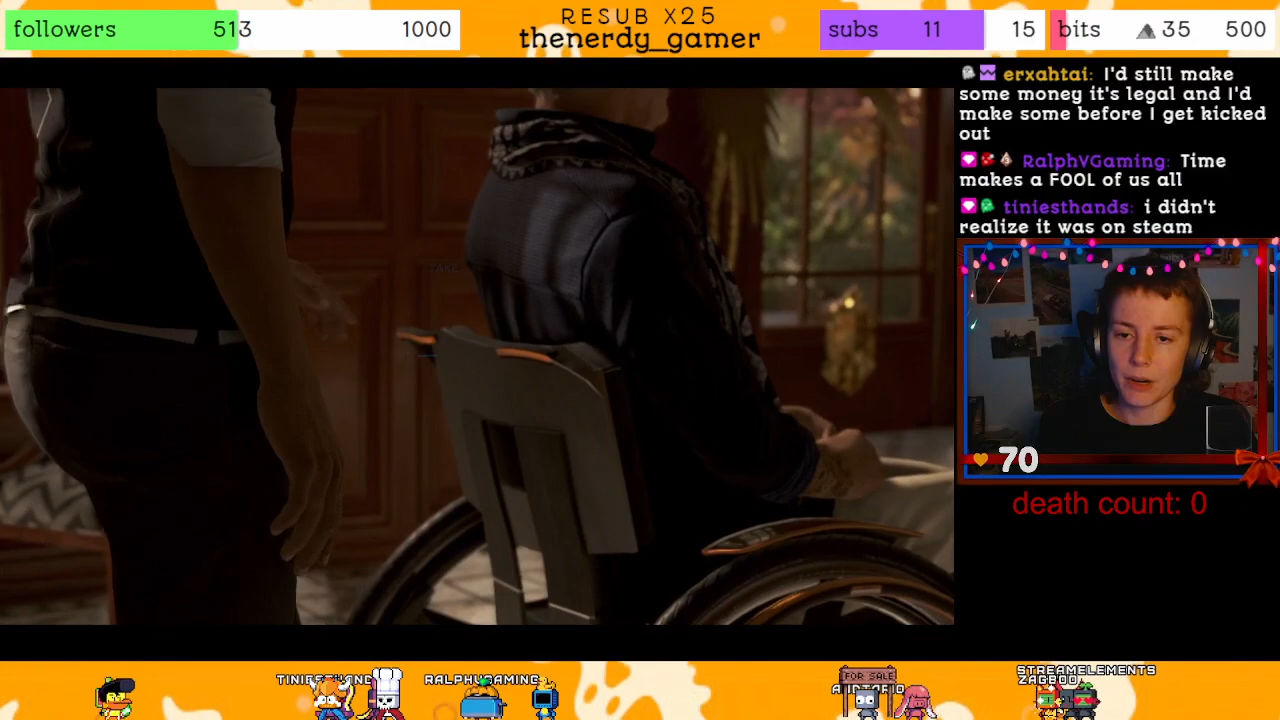 followers 513 1000
RESUB X25
thenerdy_gamer
subs 11 15
bits 35 500
erxahtai: I'd still make
some money it's legal and I'd
make some before I get kicked
out
RalphVGaming: Time
makes a FOOL of us all
tiniesthands: i didn't
realize it was on steam
70
death count: 0
RALPHVGAMING
FOR SALE
STREAMELEMENTS
ZAGBOO